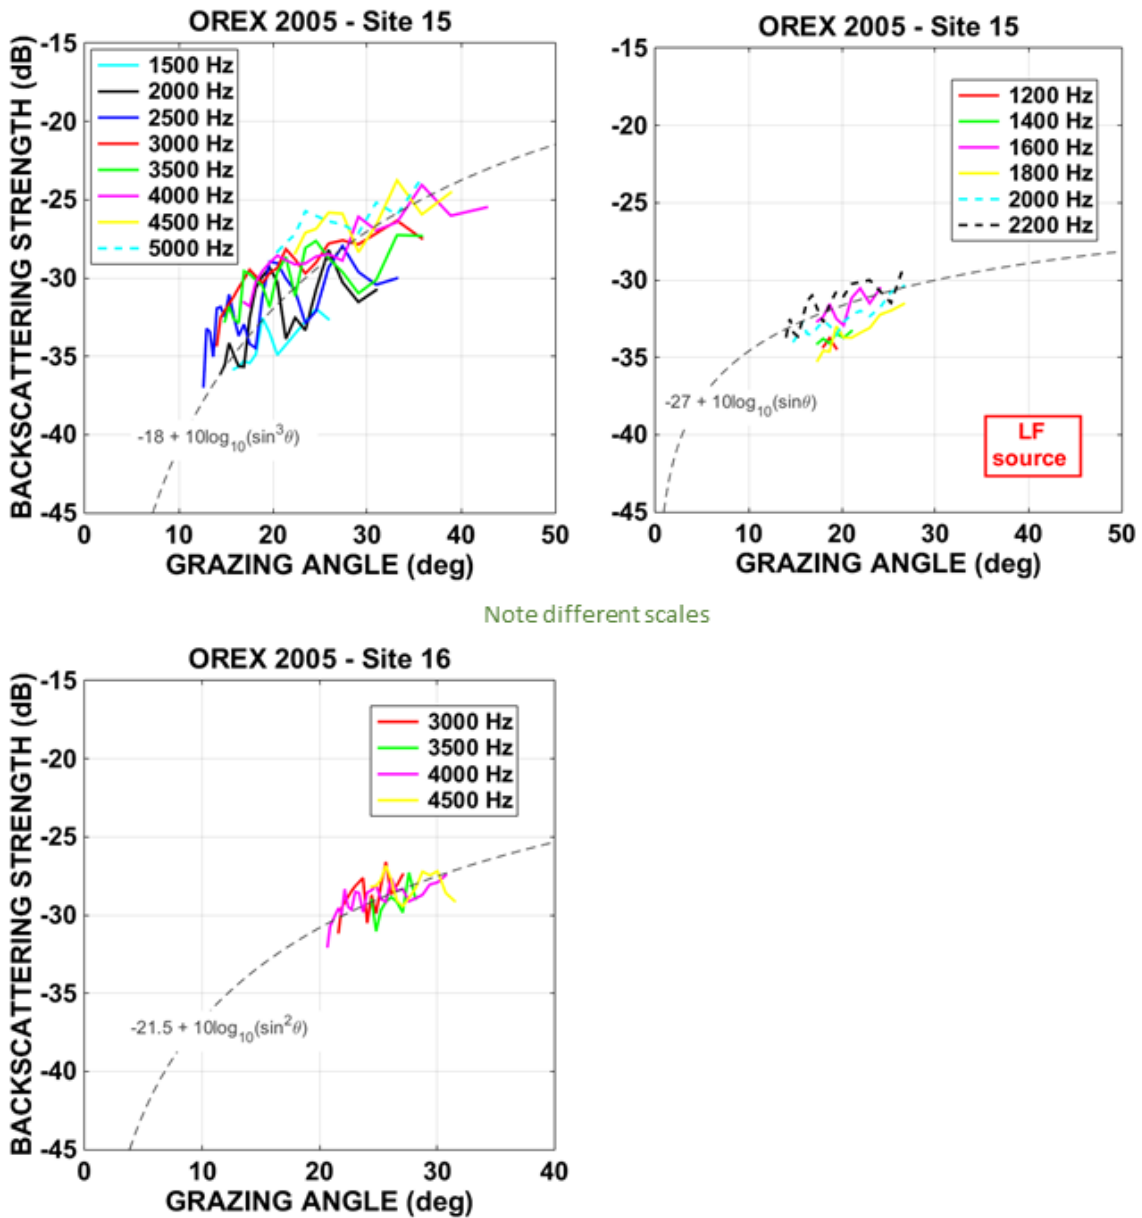 OREX 2005 - Site 15
BACKSCATTERING STRENGTH (dB)
-15
-20
-25
-30
-35
-40
-45
1500 Hz
2000 Hz
2500 Hz
3000 Hz
3500 Hz
4000 Hz
4500 Hz
5000 Hz
-18 + 10log10(sin3θ)
0 10 20 30 40 50
GRAZING ANGLE (deg)
OREX 2005 - Site 15
-15
-20
-25
-30
-35
-40
-45
1200 Hz
1400 Hz
1600 Hz
1800 Hz
2000 Hz
2200 Hz
-27 + 10log10(sinθ)
LF
source
0 10 20 30 40 50
GRAZING ANGLE (deg)
Note different scales
OREX 2005 - Site 16
BACKSCATTERING STRENGTH (dB)
-15
-20
-25
-30
-35
-40
-45
3000 Hz
3500 Hz
4000 Hz
4500 Hz
-21.5 + 10log10(sin2θ)
0 10 20 30 40
GRAZING ANGLE (deg)